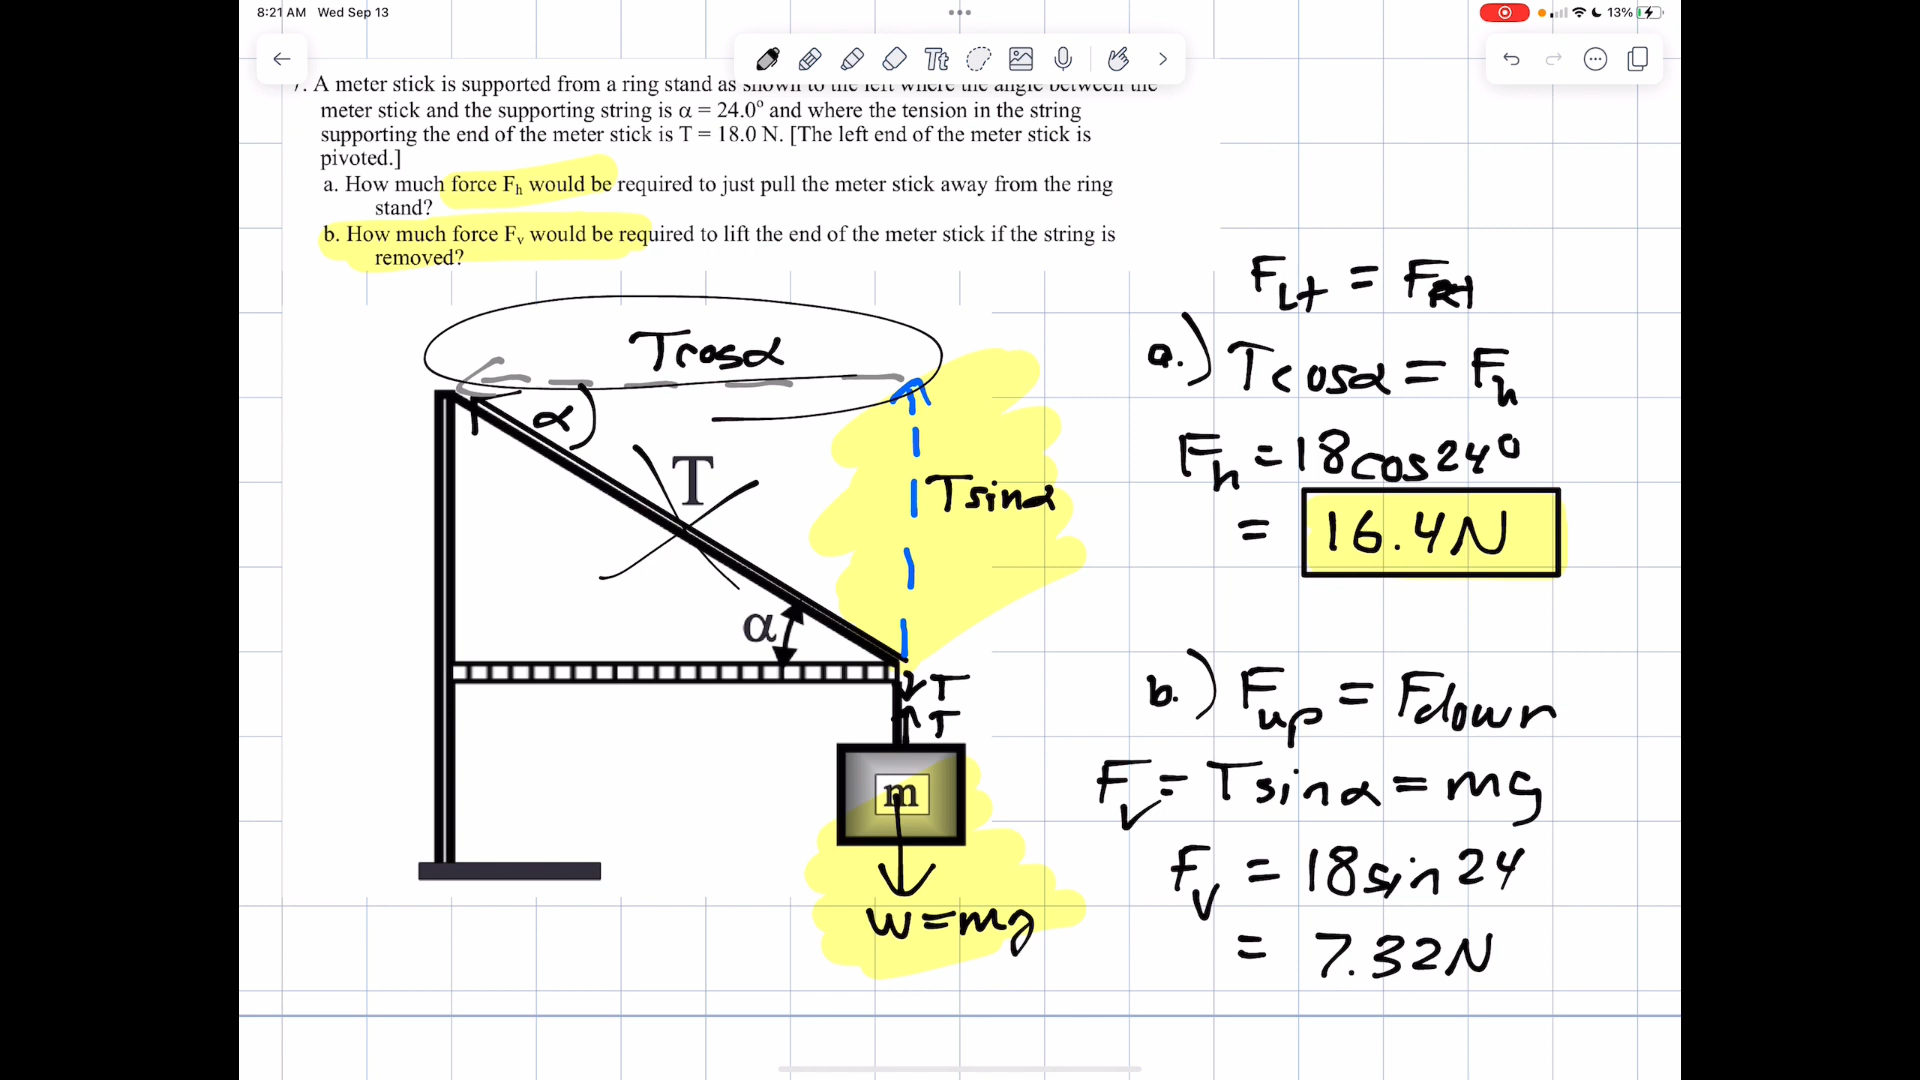 8:21 AM Wed Sep 13
13%
Tt
7. A meter stick is supported from a ring stand as shown to the left where the angle between the
meter stick and the supporting string is α = 24.0° and where the tension in the string
supporting the end of the meter stick is T = 18.0 N. [The left end of the meter stick is
pivoted.]
a. How much force Fh would be required to just pull the meter stick away from the ring
stand?
b. How much force Fv would be required to lift the end of the meter stick if the string is
removed?
Tcosα
α
T
Tsinα
α
T
T
m
W=mg
FLt = FRt
a.) Tcosα = Fh
Fh = 18cos24°
= 16.4N
b.) Fup = Fdown
Fv = Tsinα = mg
Fv = 18sin24
= 7.32N